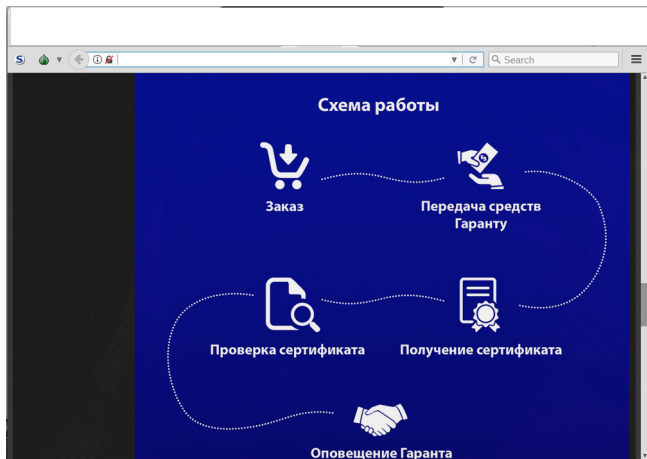 Search
Схема работы
Заказ
Передача средств
Гаранту
Проверка сертификата
Получение сертификата
Оповещение Гаранта